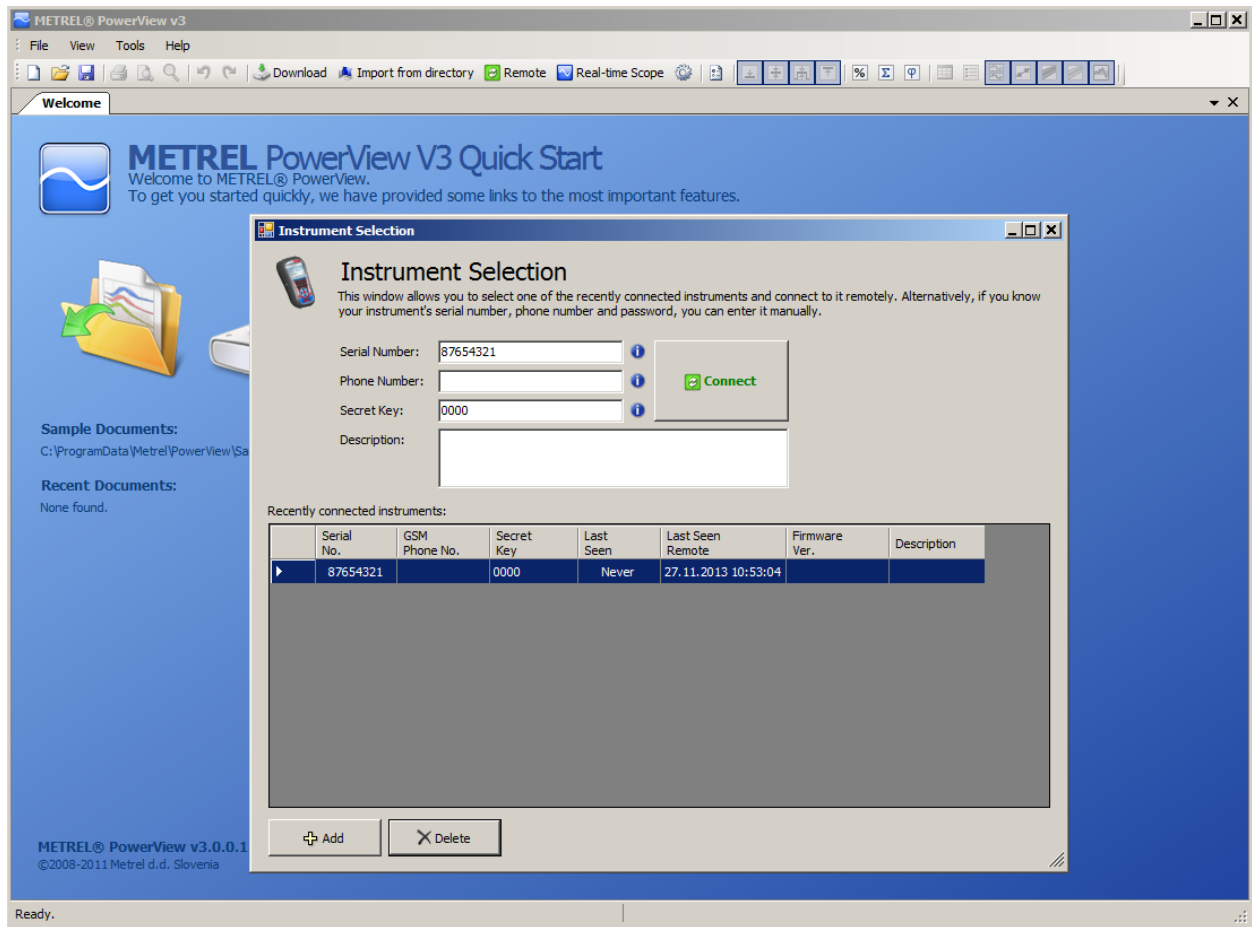 METREL® PowerView v3
File View Tools Help
Download Import from directory Remote Real-time Scope % Σ φ
Welcome
METREL PowerView V3 Quick Start
Welcome to METREL® PowerView.
To get you started quickly, we have provided some links to the most important features.
Instrument Selection
Instrument Selection
This window allows you to select one of the recently connected instruments and connect to it remotely. Alternatively, if you know
your instrument's serial number, phone number and password, you can enter it manually.
Serial Number: 87654321
Phone Number:
Connect
Secret Key: 0000
Description:
Sample Documents:
C:\ProgramData\Metrel\PowerView\Sa
Recent Documents:
None found.
Recently connected instruments:
Serial No. GSM Phone No. Secret Key Last Seen Last Seen Remote Firmware Ver. Description
87654321 0000 Never 27.11.2013 10:53:04
Add Delete
METREL® PowerView v3.0.0.1
©2008-2011 Metrel d.d. Slovenia
Ready.